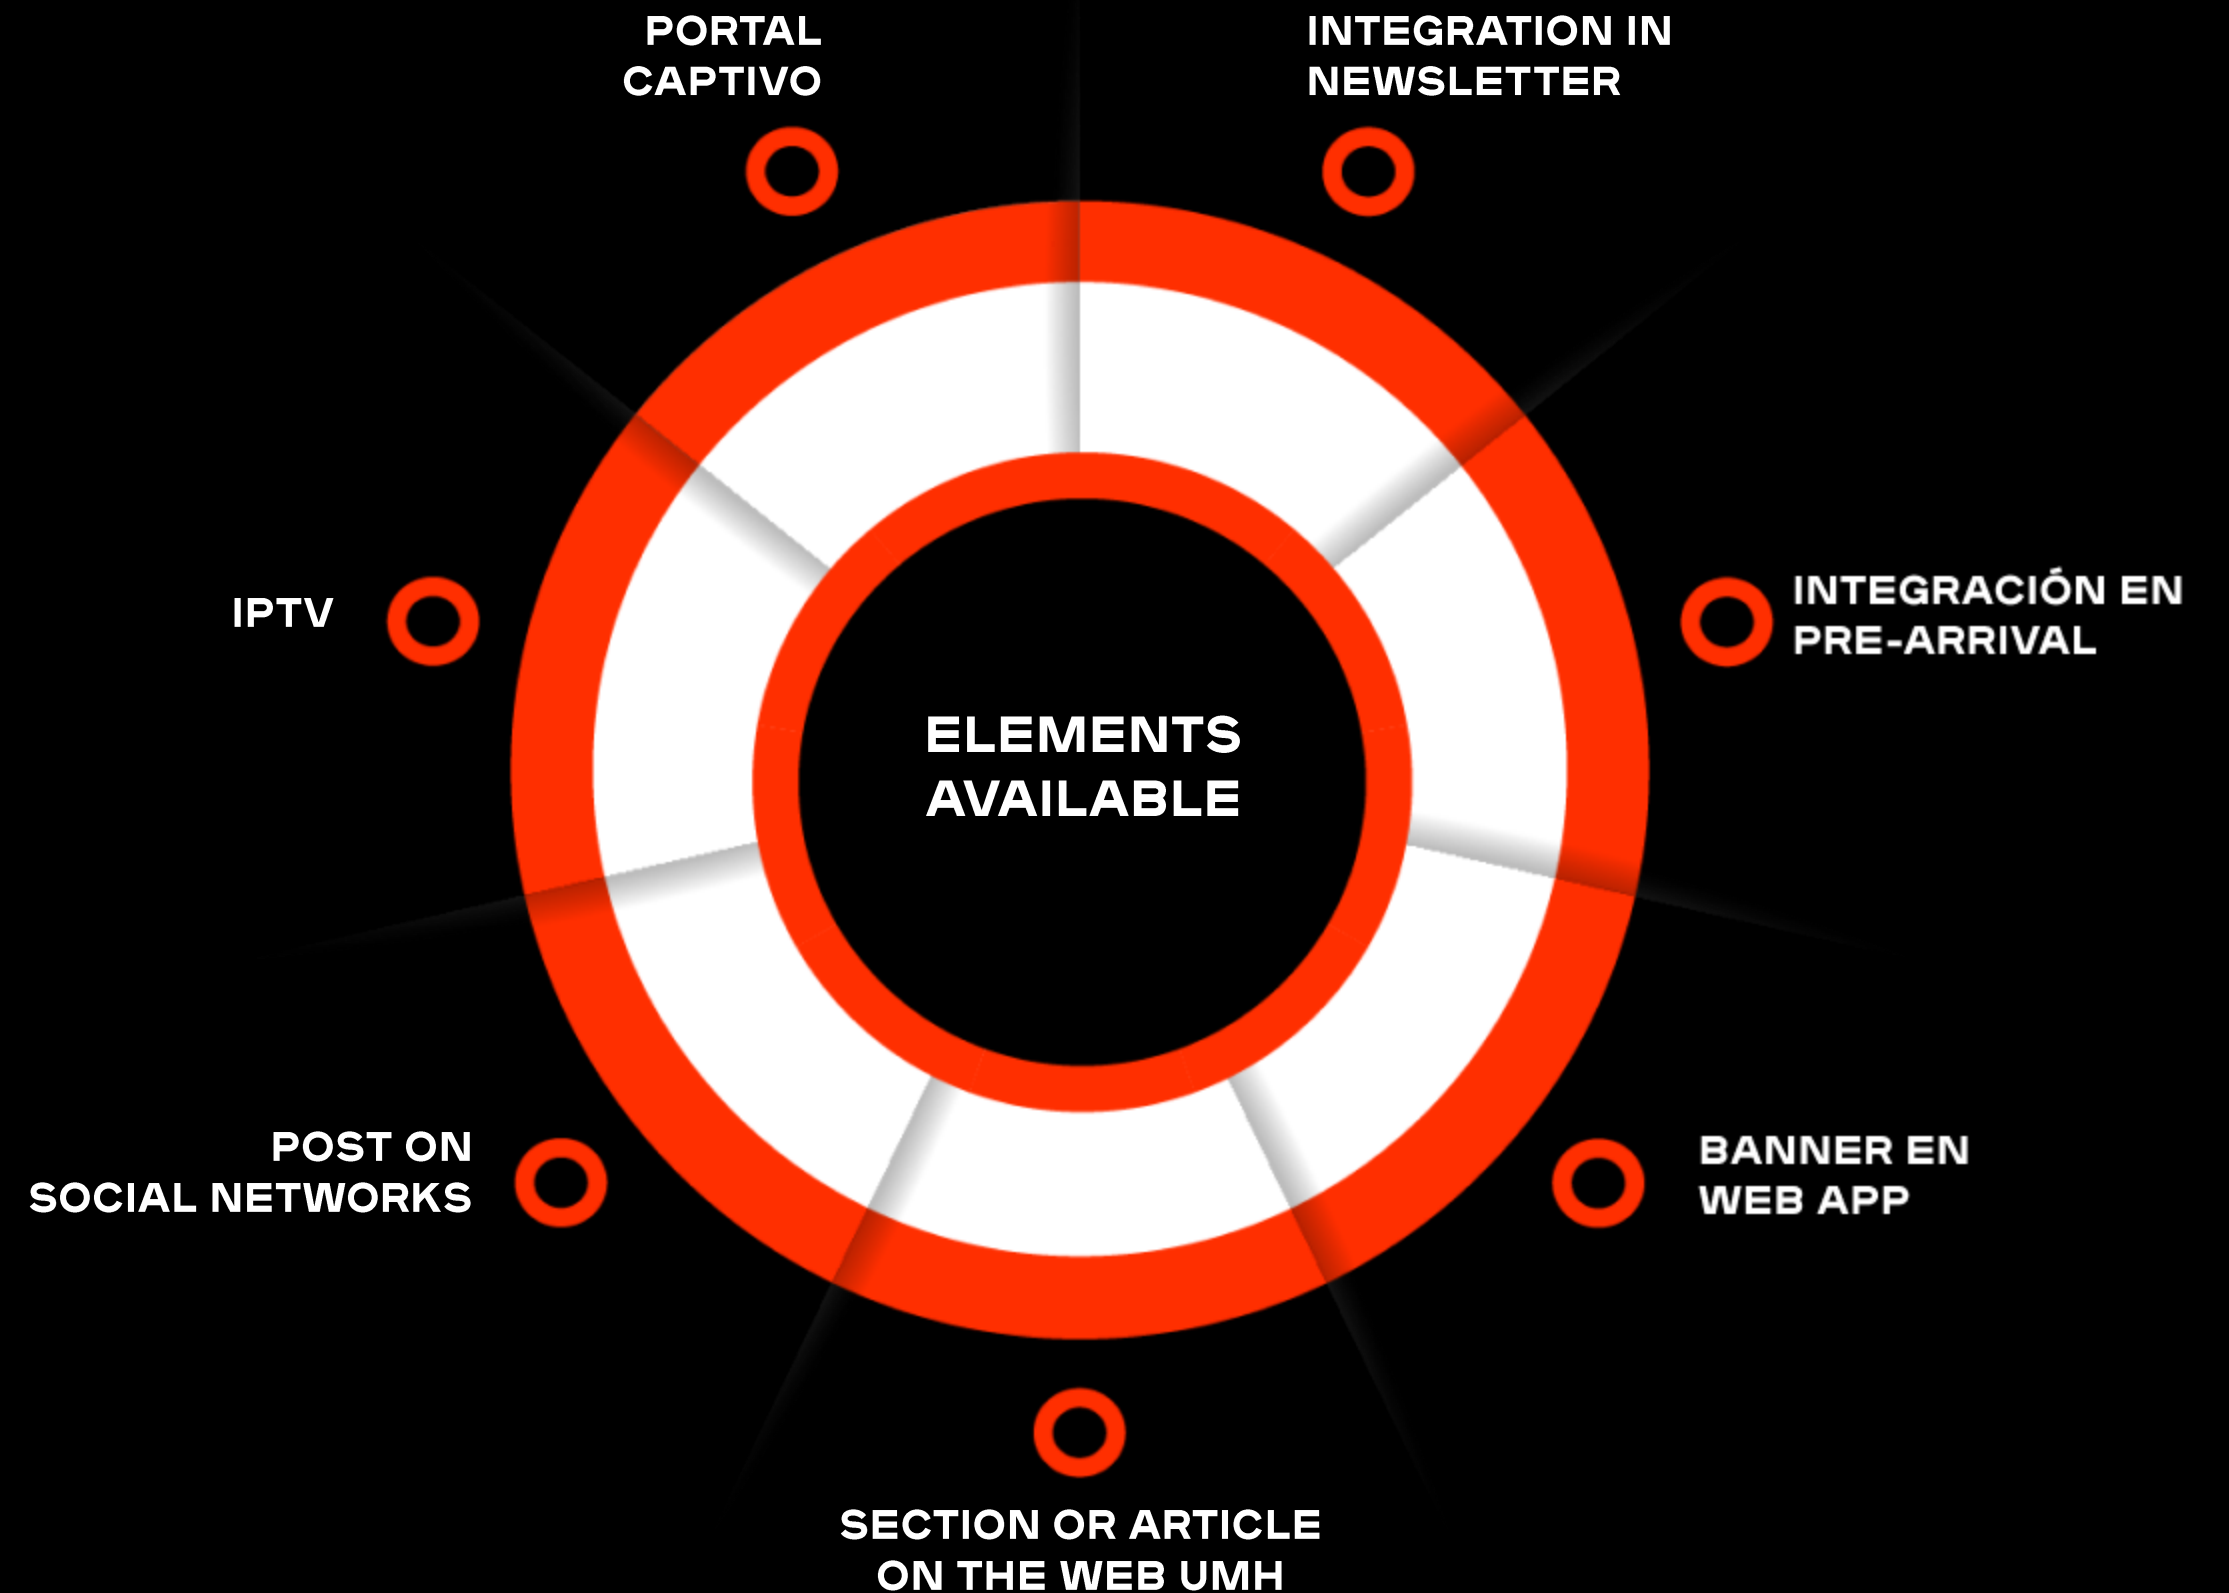 PORTAL
CAPTIVO
INTEGRATION IN
NEWSLETTER
IPTV
INTEGRACIÓN EN
PRE-ARRIVAL
ELEMENTS
AVAILABLE
POST ON
SOCIAL NETWORKS
BANNER EN
WEB APP
SECTION OR ARTICLE
ON THE WEB UMH